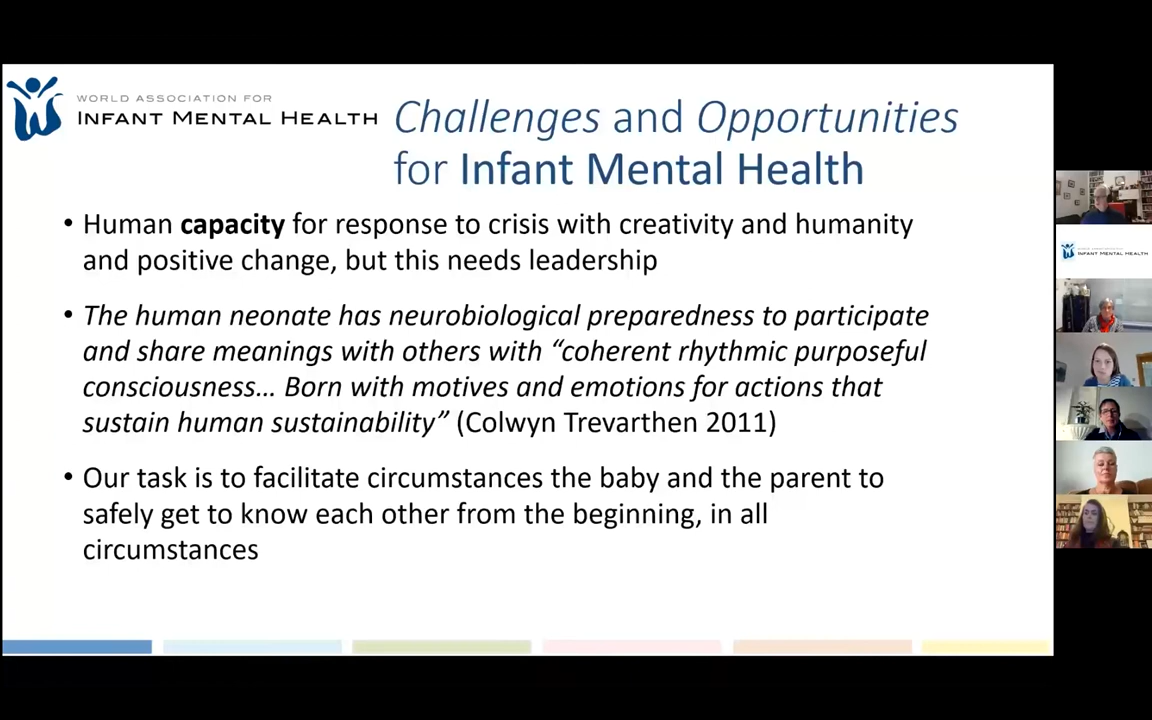 WORLD ASSOCIATION FOR
INFANT MENTAL HEALTH
Challenges and Opportunities
for Infant Mental Health
• Human capacity for response to crisis with creativity and humanity
and positive change, but this needs leadership
• The human neonate has neurobiological preparedness to participate
and share meanings with others with “coherent rhythmic purposeful
consciousness… Born with motives and emotions for actions that
sustain human sustainability” (Colwyn Trevarthen 2011)
• Our task is to facilitate circumstances the baby and the parent to
safely get to know each other from the beginning, in all
circumstances
INFANT MENTAL HEALTH